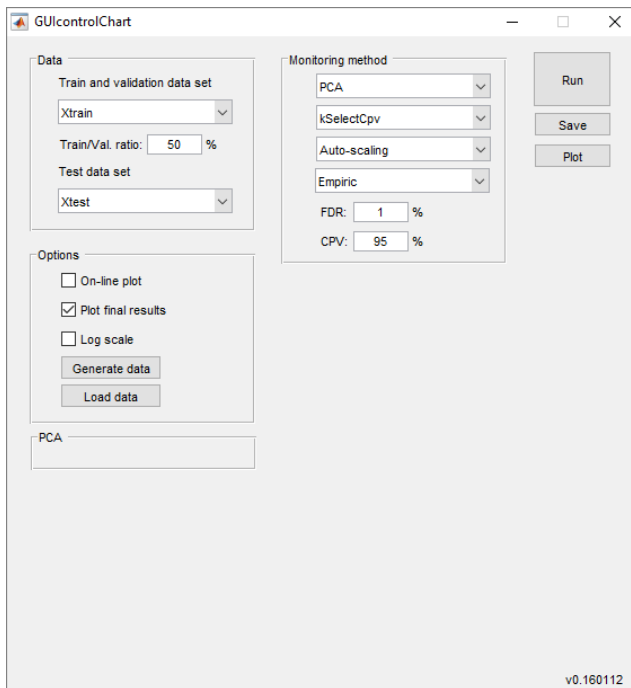 GUIcontrolChart
Data
Train and validation data set
Xtrain
Train/Val. ratio: 50 %
Test data set
Xtest
Options
On-line plot
Plot final results
Log scale
Generate data
Load data
PCA
Monitoring method
PCA
kSelectCpv
Auto-scaling
Empiric
FDR: 1 %
CPV: 95 %
Run
Save
Plot
v0.160112